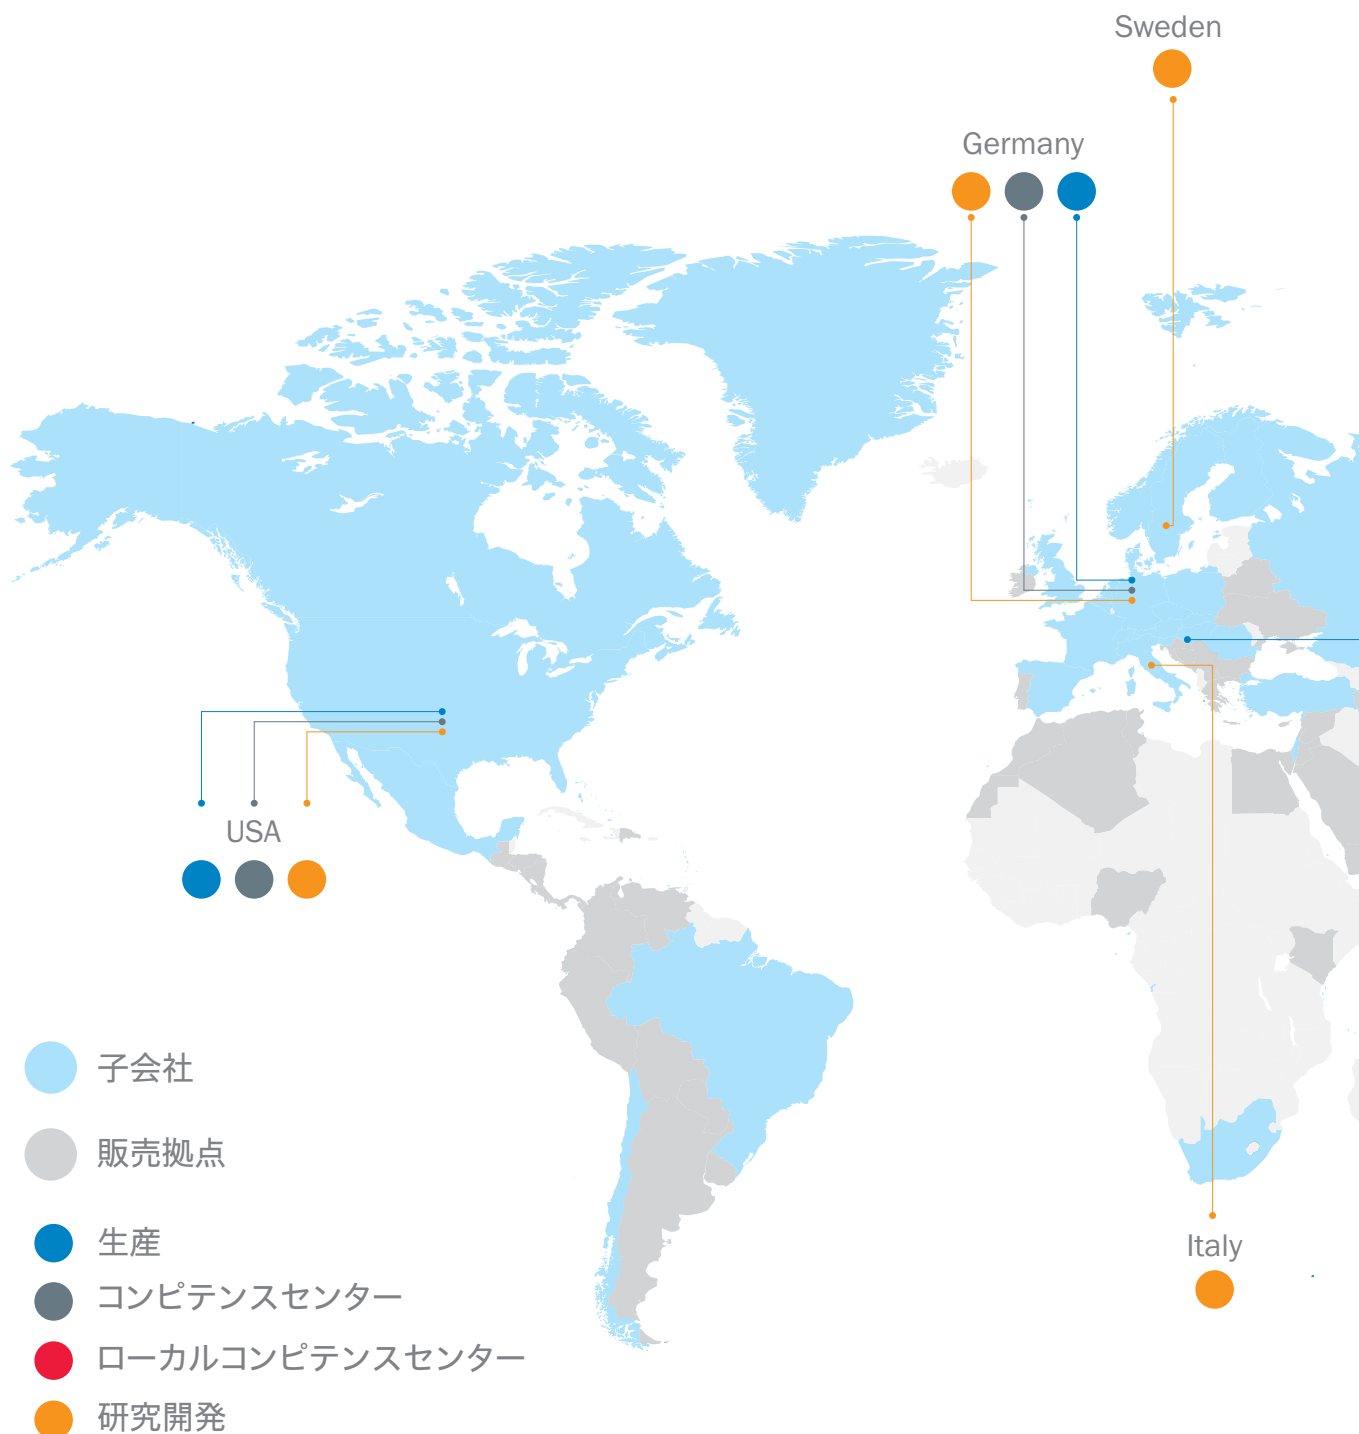 Sweden
Germany
USA
Italy
子会社
販売拠点
生産
コンピテンスセンター
ローカルコンピテンスセンター
研究開発